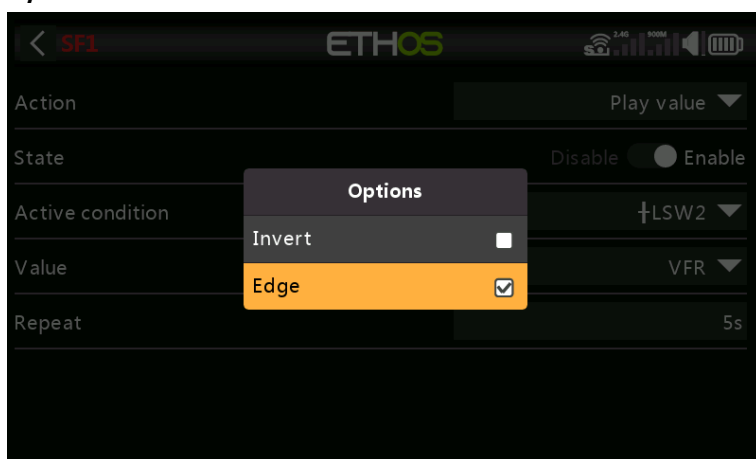 SF1
ETHOS
2.4G
900M
Action
Play value
State
Disable
Enable
Options
Active condition
ƗLSW2
Invert
Value
VFR
Edge
Repeat
5s